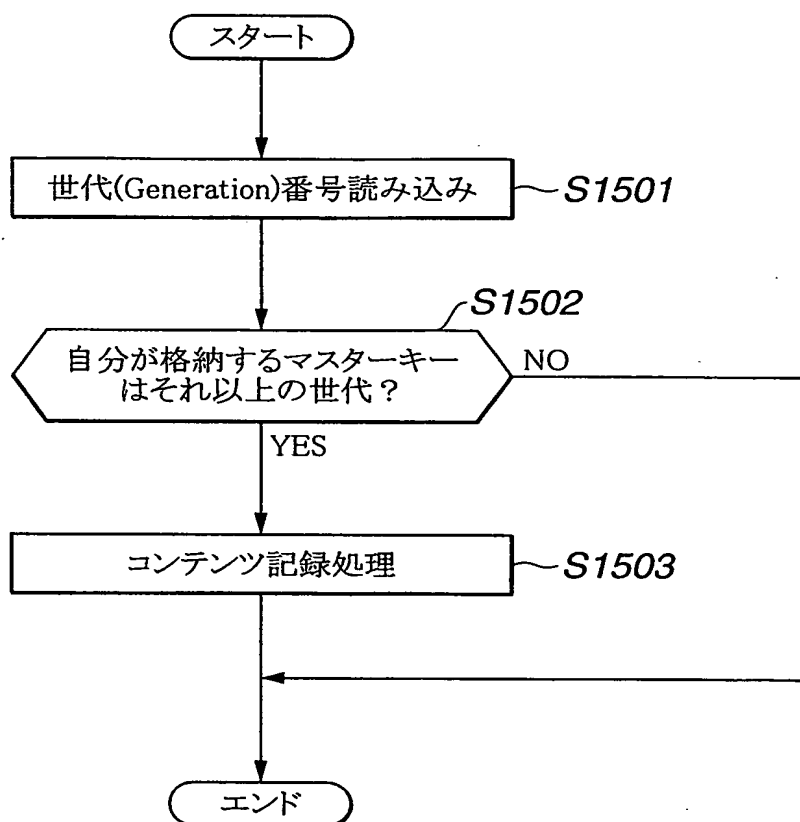 スタート
世代(Generation)番号読み込み
S1501
S1502
自分が格納するマスターキー
はそれ以上の世代？
NO
YES
コンテンツ記録処理
S1503
エンド